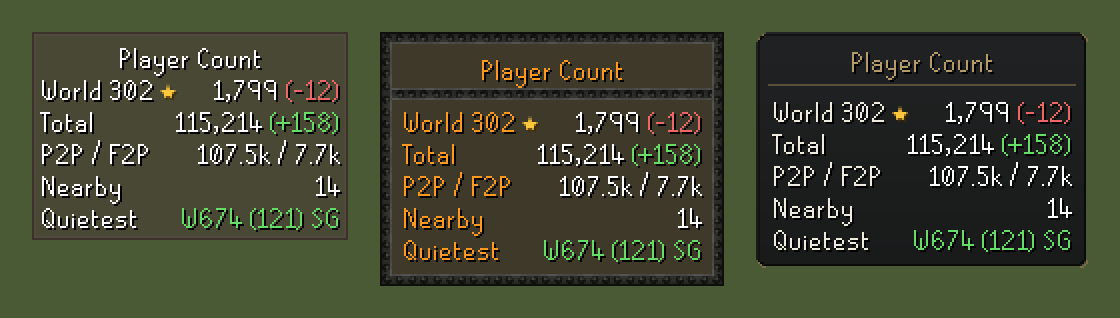 Player Count
World 302 1,799 (-12)
Total 115,214 (+158)
P2P / F2P 107.5k / 7.7k
Nearby 14
Quietest W674 (121) SG
Player Count
World 302 1,799 (-12)
Total 115,214 (+158)
P2P / F2P 107.5k / 7.7k
Nearby 14
Quietest W674 (121) SG
Player Count
World 302 1,799 (-12)
Total 115,214 (+158)
P2P / F2P 107.5k / 7.7k
Nearby 14
Quietest W674 (121) SG